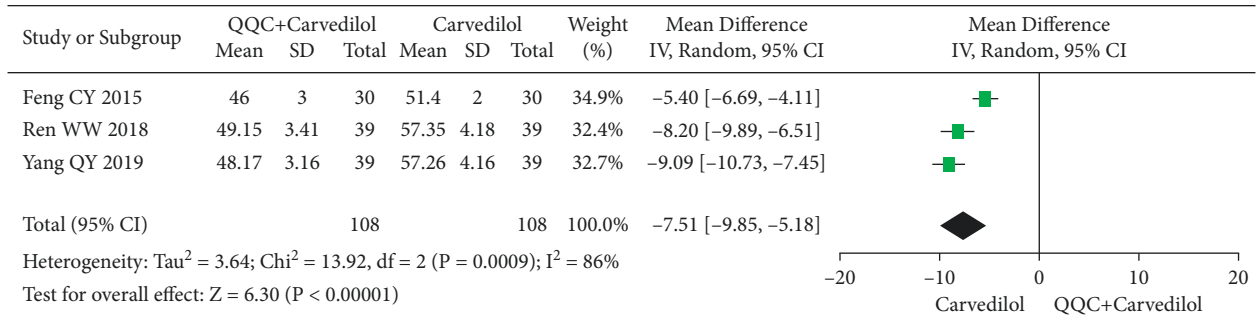 Study or Subgroup QQC+Carvedilol Carvedilol Weight Mean Difference Mean Difference
Mean SD Total Mean SD Total (%) IV, Random, 95% CI IV, Random, 95% CI
Feng CY 2015 46 3 30 51.4 2 30 34.9% –5.40 [–6.69, –4.11]
Ren WW 2018 49.15 3.41 39 57.35 4.18 39 32.4% –8.20 [–9.89, –6.51]
Yang QY 2019 48.17 3.16 39 57.26 4.16 39 32.7% –9.09 [–10.73, –7.45]
Total (95% CI) 108 108 100.0% –7.51 [–9.85, –5.18]
Heterogeneity: Tau² = 3.64; Chi² = 13.92, df = 2 (P = 0.0009); I² = 86%
Test for overall effect: Z = 6.30 (P < 0.00001)
–20 –10 0 10 20
Carvedilol QQC+Carvedilol